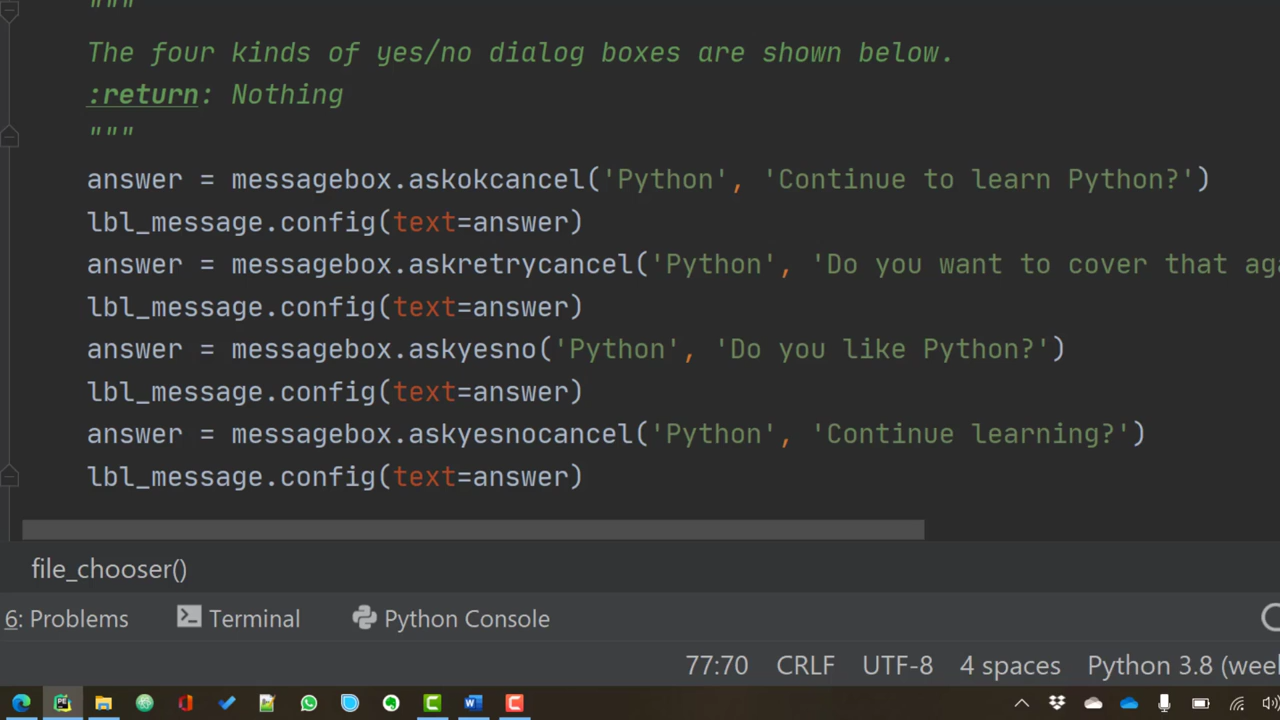 """
The four kinds of yes/no dialog boxes are shown below.
:return: Nothing
"""
answer = messagebox.askokcancel('Python', 'Continue to learn Python?')
lbl_message.config(text=answer)
answer = messagebox.askretrycancel('Python', 'Do you want to cover that aga
lbl_message.config(text=answer)
answer = messagebox.askyesno('Python', 'Do you like Python?')
lbl_message.config(text=answer)
answer = messagebox.askyesnocancel('Python', 'Continue learning?')
lbl_message.config(text=answer)
file_chooser()
6: Problems Terminal Python Console
77:70 CRLF UTF-8 4 spaces Python 3.8 (wee